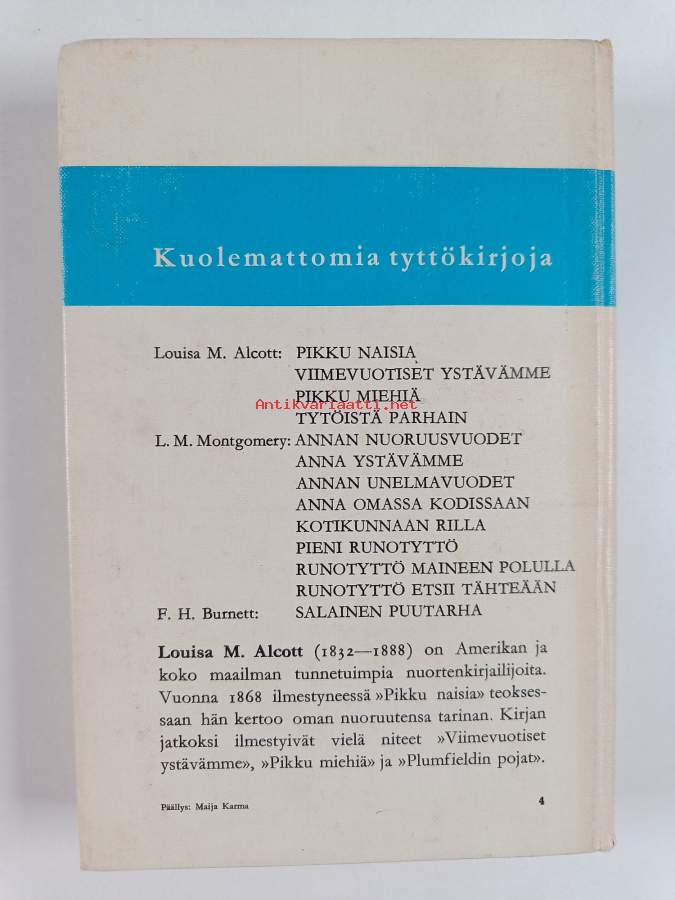 Kuolemattomia tyttökirjoja
Louisa M. Alcott: PIKKU NAISIA
VIIMEVUOTISET YSTÄVÄMME
PIKKU MIEHIÄ
Antikvariaatti.net
TYTÖISTÄ PARHAIN
L. M. Montgomery: ANNAN NUORUUSVUODET
ANNA YSTÄVÄMME
ANNAN UNELMAVUODET
ANNA OMASSA KODISSAAN
KOTIKUNNAAN RILLA
PIENI RUNOTYTTÖ
RUNOTYTTÖ MAINEEN POLULLA
RUNOTYTTÖ ETSII TÄHTEÄÄN
F. H. Burnett: SALAINEN PUUTARHA
Louisa M. Alcott (1832—1888) on Amerikan ja
koko maailman tunnetuimpia nuortenkirjailijoita.
Vuonna 1868 ilmestyneessä »Pikku naisia» teokses-
saan hän kertoo oman nuoruutensa tarinan. Kirjan
jatkoksi ilmestyivät vielä niteet »Viimevuotiset
ystävämme», »Pikku miehiä» ja »Plumfieldin pojat».
Päällys: Maija Karma 4